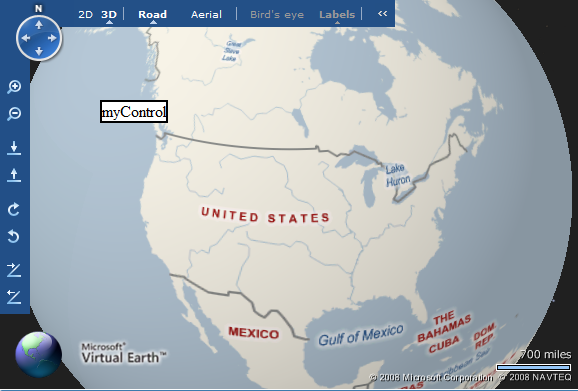 N
2D 3D Road Aerial Bird's eye Labels <<
Great
Slave
Lake
myControl
Lake
Huron
UNITED STATES
MEXICO
Gulf of Mexico
THE
BAHAMAS
CUBA
DOM.
REP
Microsoft®
Virtual Earth™
700 miles
© 2008 Microsoft Corporation © 2008 NAVTEQ